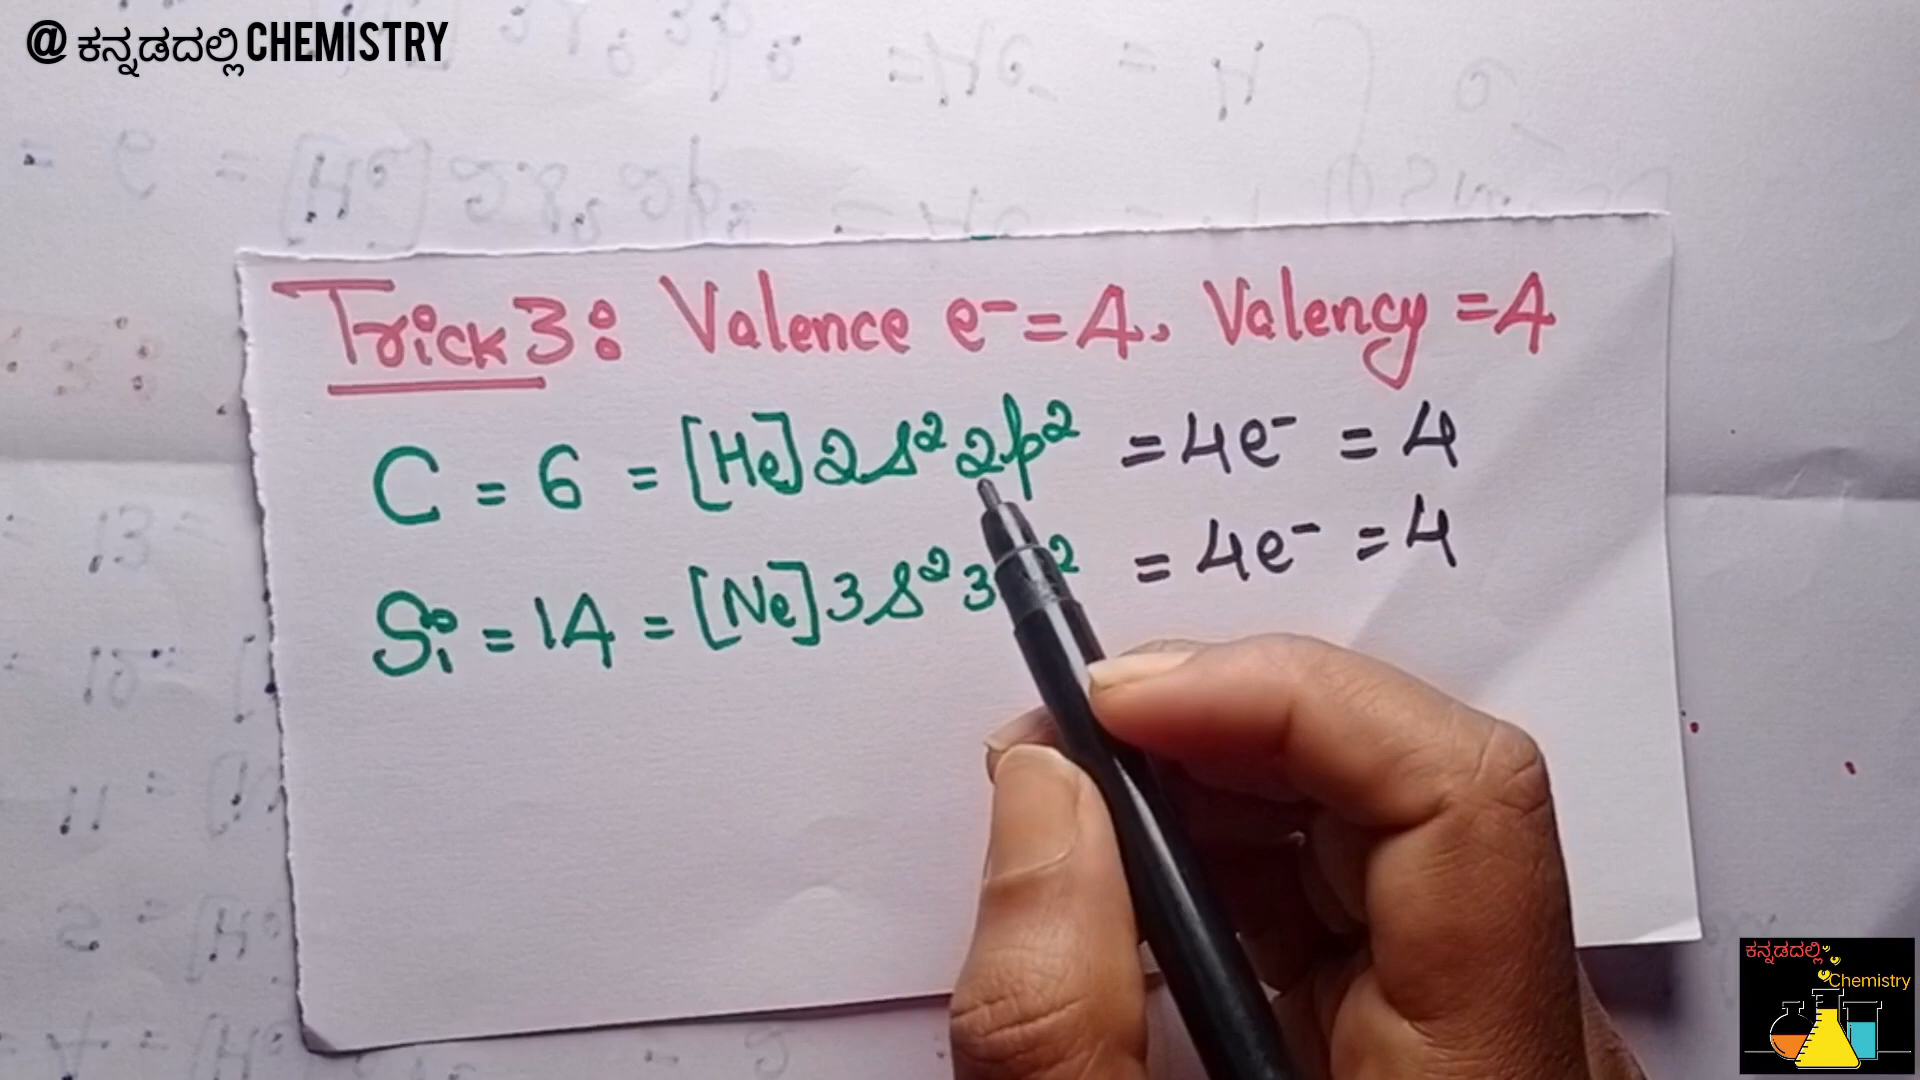 @ ಕನ್ನಡದಲ್ಲಿ CHEMISTRY
Trick 3: Valence e⁻ = 4, Valency = 4
C = 6 = [He] 2s² 2p² = 4e⁻ = 4
Si = 14 = [Ne] 3s² 3 ² = 4e⁻ = 4
ಕನ್ನಡದಲ್ಲಿ
Chemistry